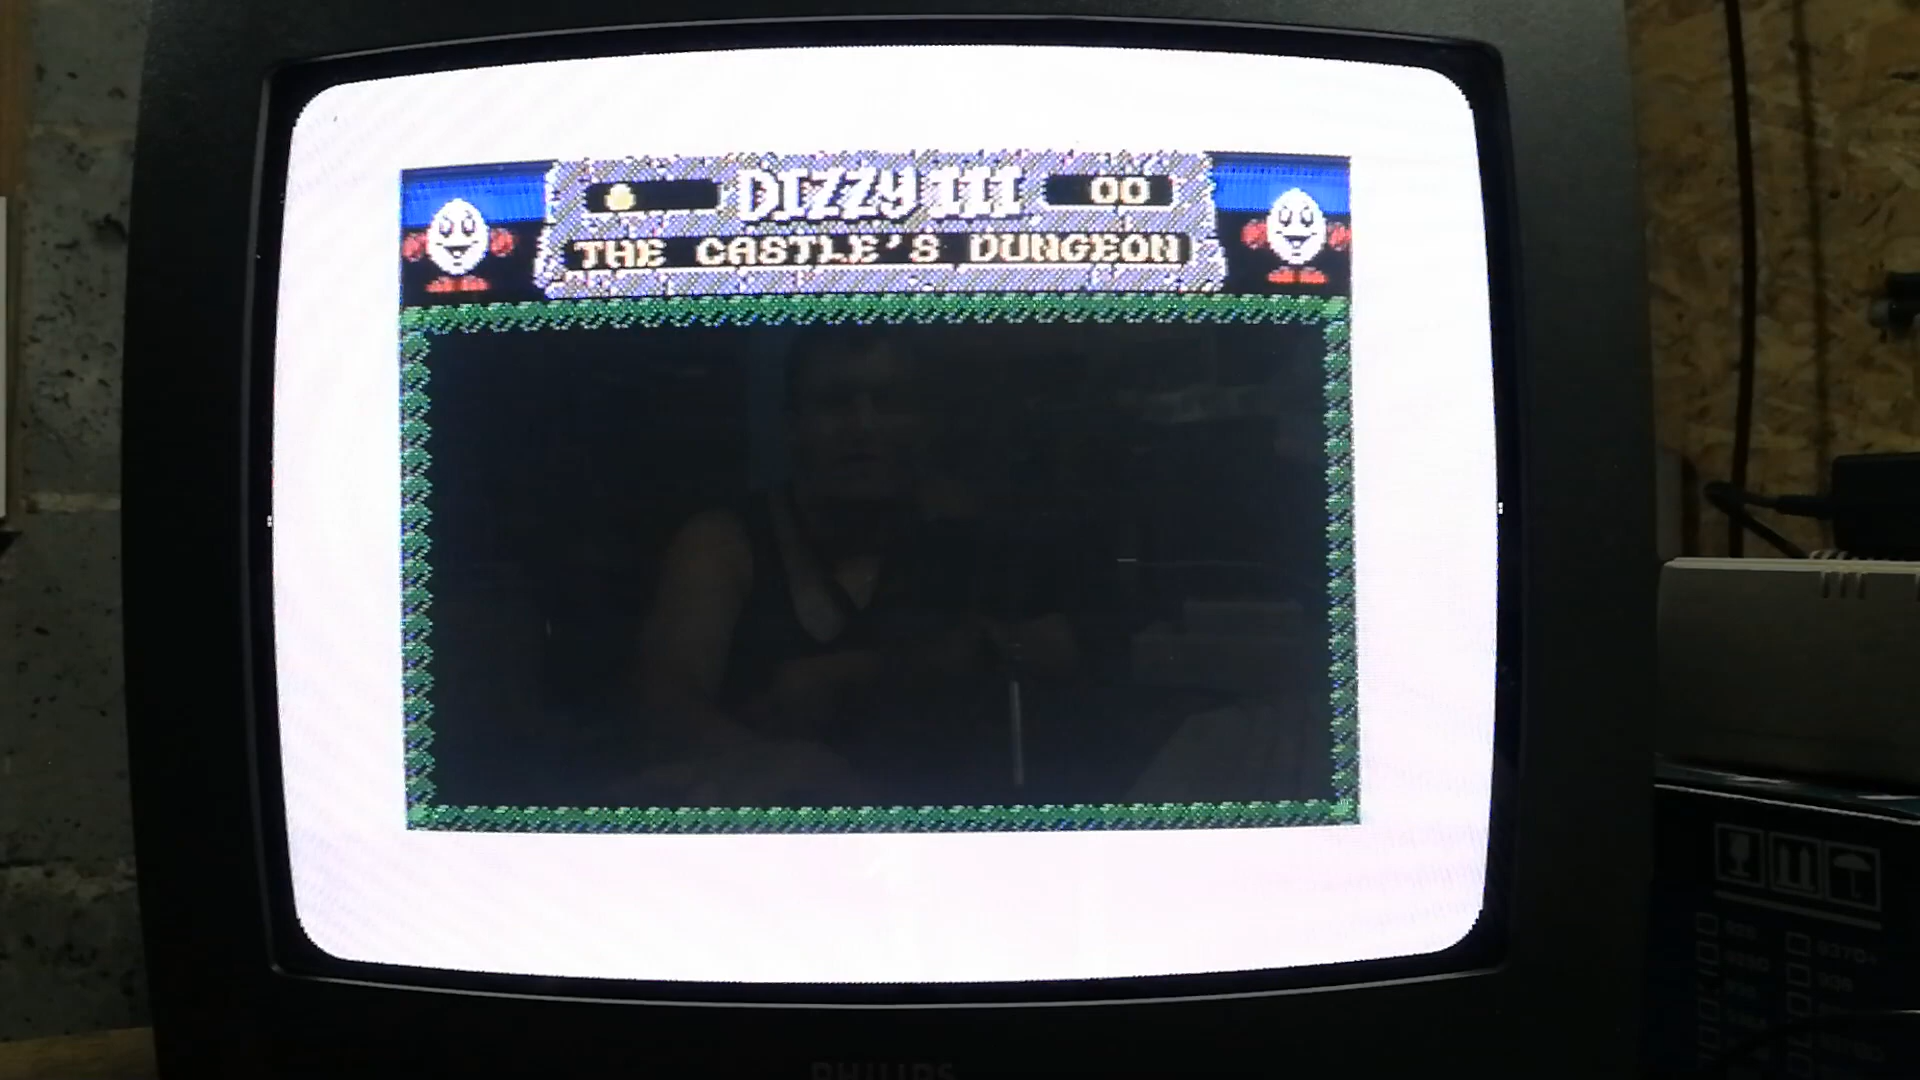 DIZZY III
00
THE CASTLE'S DUNGEON
PHILIPS